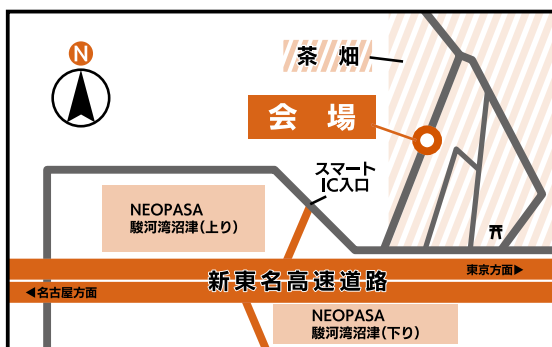 N
茶畑
会場
スマート
IC入口
NEOPASA
駿河湾沼津(上り)
東京方面▶
新東名高速道路
◀名古屋方面
NEOPASA
駿河湾沼津(下り)